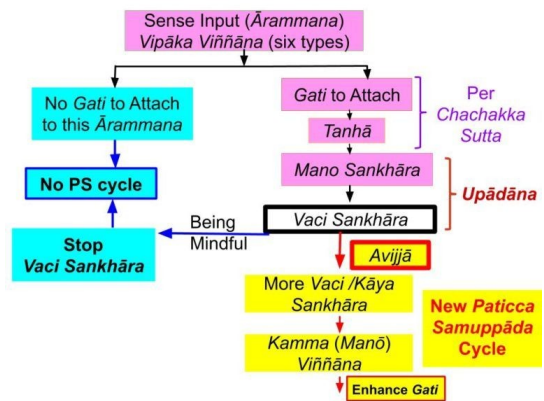 Sense Input (Ārammana)
Vipāka Viññāna (six types)
No Gati to Attach
to this Ārammana
Gati to Attach
Per
Chachakka
Sutta
Tanhā
No PS cycle
Mano Sankhāra
Upādāna
Being
Mindful
Vaci Sankhāra
Stop
Vaci Sankhāra
Avijjā
More Vaci /Kāya
Sankhāra
New Paticca
Samuppāda
Cycle
Kamma (Manō)
Viññāna
Enhance Gati